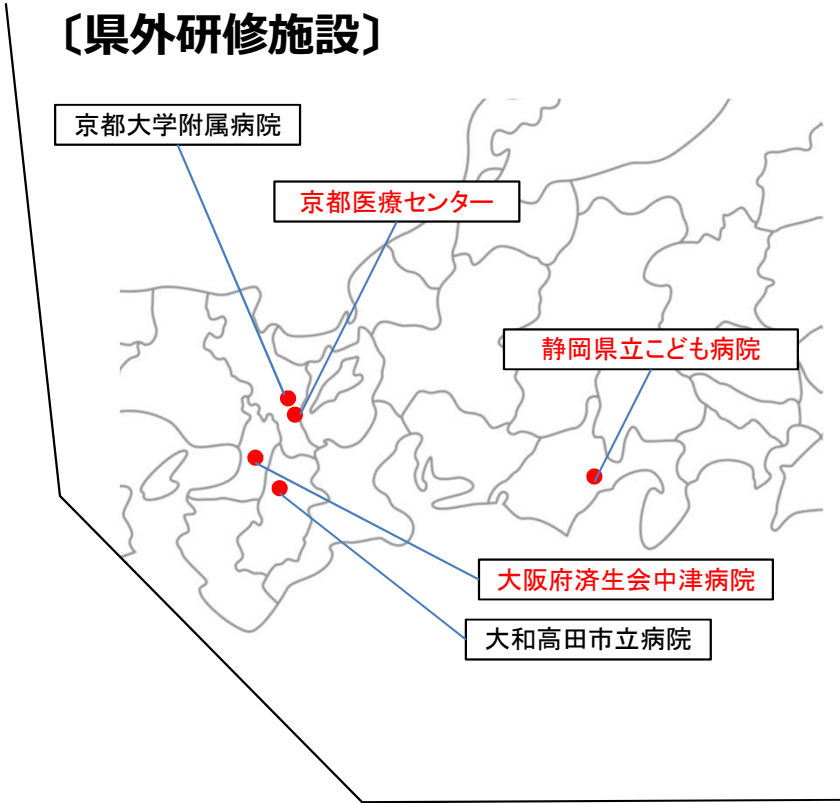 〔県外研修施設〕
京都大学附属病院
京都医療センター
静岡県立こども病院
大阪府済生会中津病院
大和高田市立病院